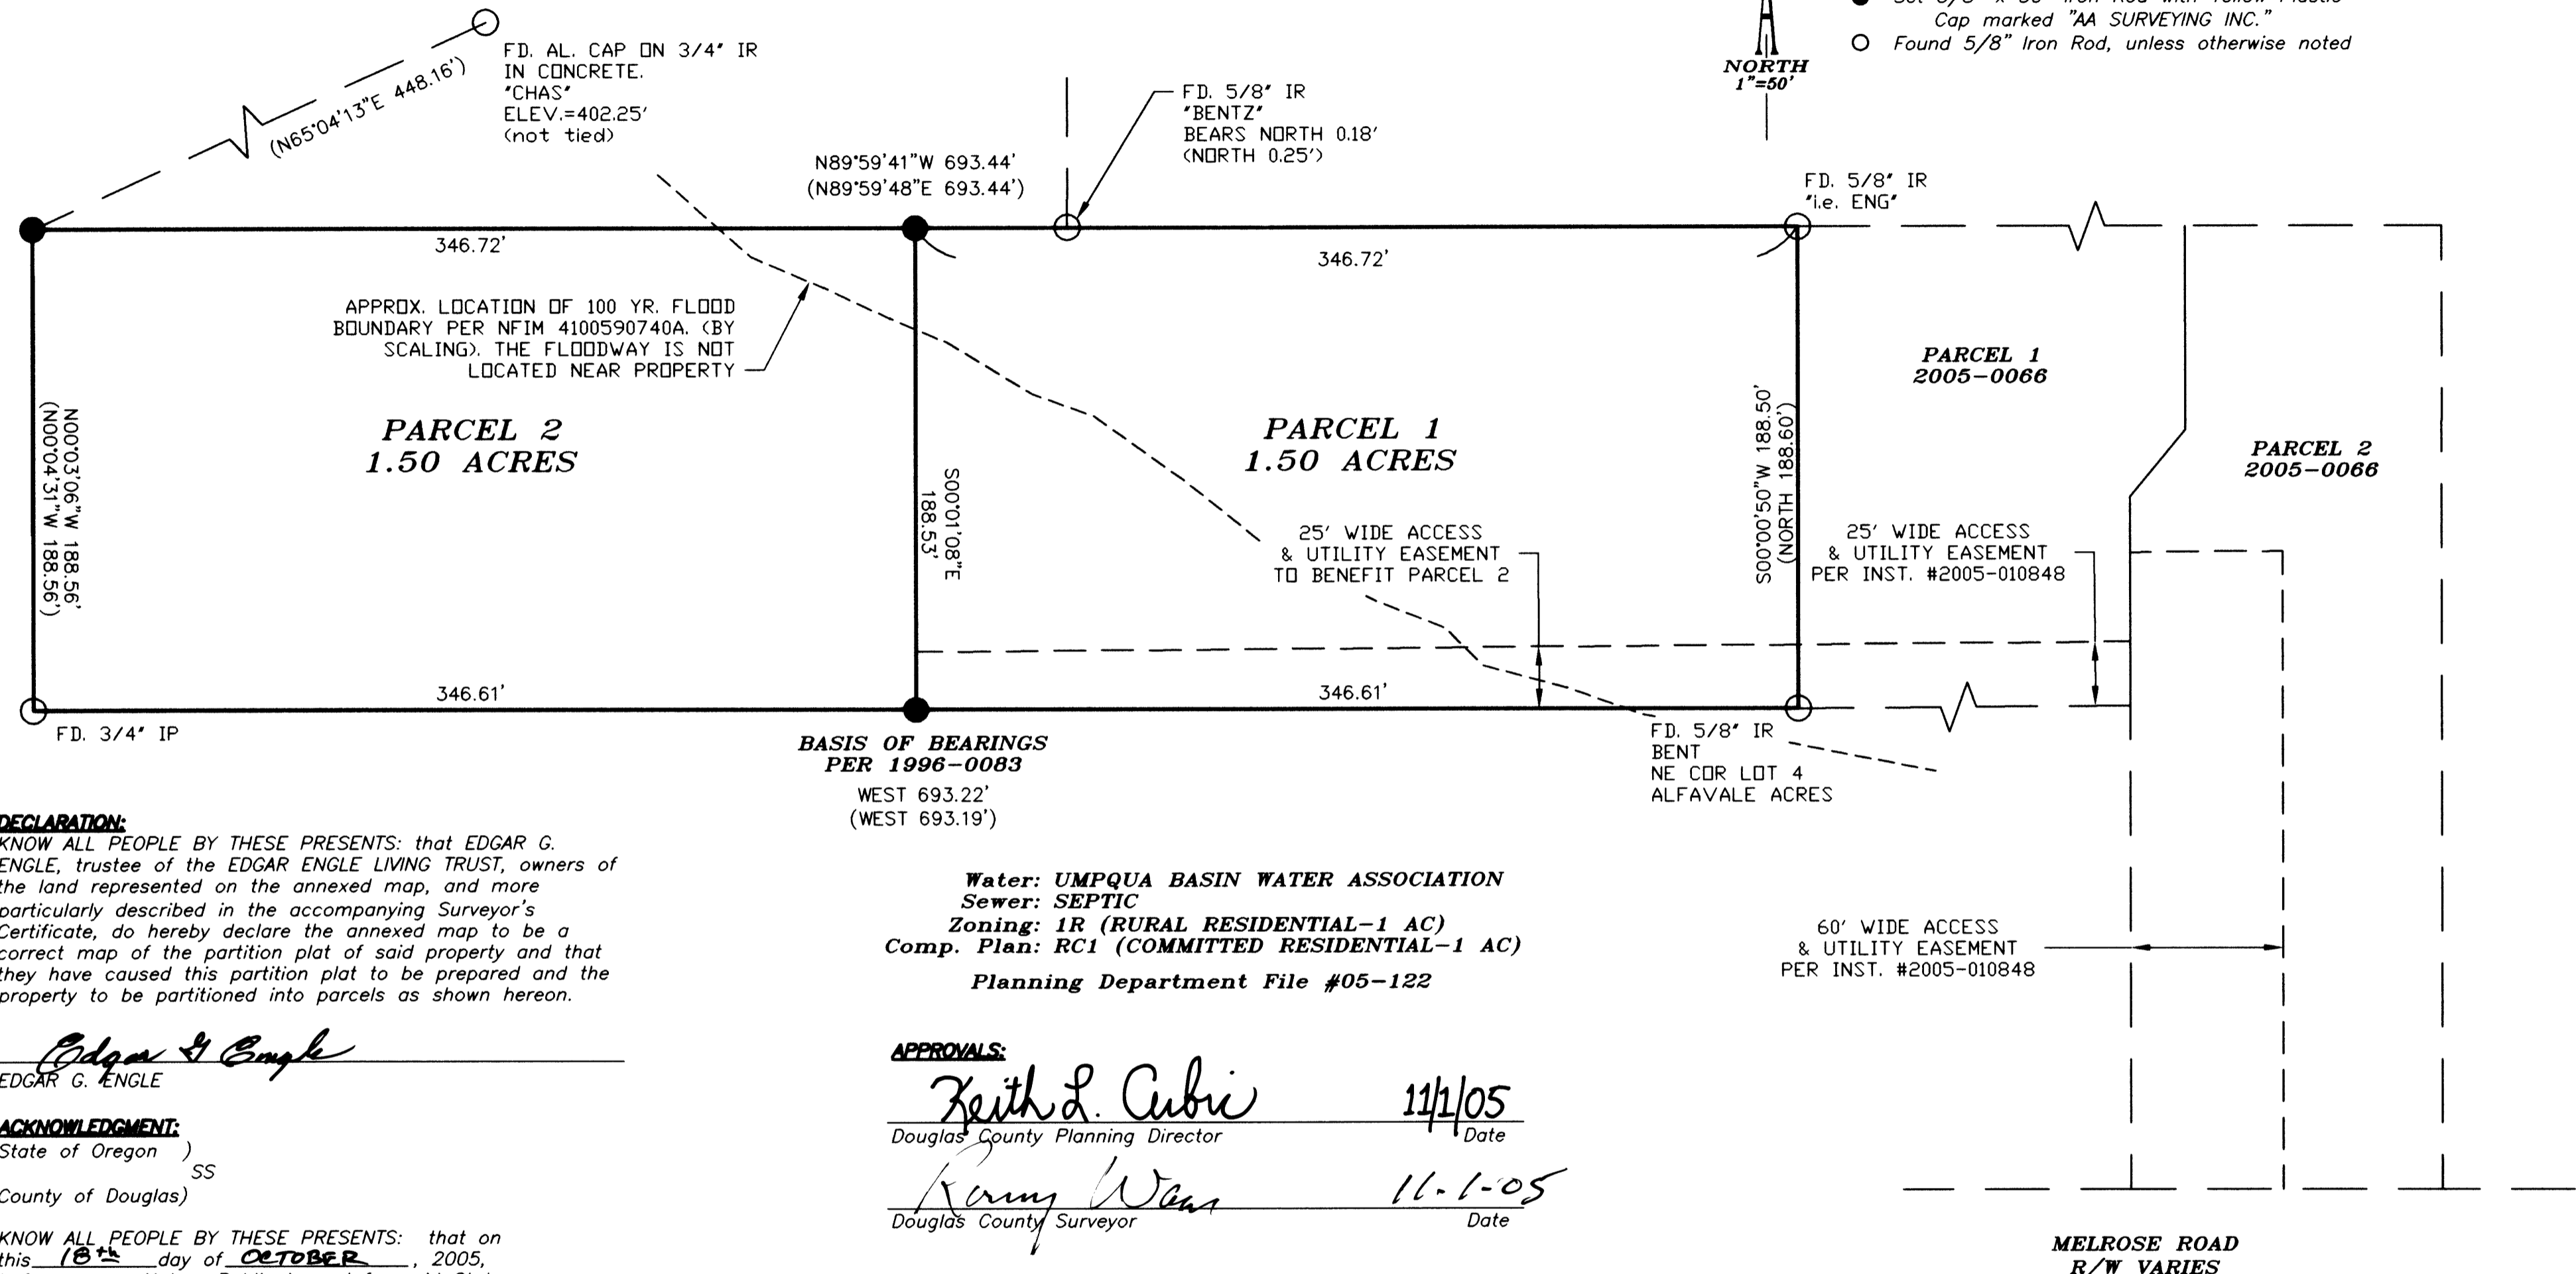 Cap marked "AA SURVEYING INC."
Found 5/8" Iron Rod, unless otherwise noted
NORTH
1"=50'
FD. AL. CAP ON 3/4" IR
IN CONCRETE.
"CHAS"
ELEV.=402.25'
(not tied)
(N65°04'13"E 448.16')
FD. 5/8" IR
"BENTZ"
BEARS NORTH 0.18'
(NORTH 0.25')
N89°59'41"W 693.44'
(N89°59'48"E 693.44')
FD. 5/8" IR
"i.e. ENG"
346.72'
346.72'
APPROX. LOCATION OF 100 YR. FLOOD
BOUNDARY PER NFIM 4100590740A. (BY
SCALING). THE FLOODWAY IS NOT
LOCATED NEAR PROPERTY
PARCEL 1
2005-0066
PARCEL 2
2005-0066
N00°03'06"W 188.56'
(N00°04'31"W 188.56')
PARCEL 2
1.50 ACRES
S00°01'08"E
188.53'
PARCEL 1
1.50 ACRES
S00°00'50"W 188.50'
(NORTH 188.60')
25' WIDE ACCESS
& UTILITY EASEMENT
TO BENEFIT PARCEL 2
25' WIDE ACCESS
& UTILITY EASEMENT
PER INST. #2005-010848
346.61'
346.61'
FD. 3/4" IP
BASIS OF BEARINGS
PER 1996-0083
WEST 693.22'
(WEST 693.19')
FD. 5/8" IR
BENT
NE COR LOT 4
ALFAVALE ACRES
DECLARATION:
KNOW ALL PEOPLE BY THESE PRESENTS: that EDGAR G.
ENGLE, trustee of the EDGAR ENGLE LIVING TRUST, owners of
the land represented on the annexed map, and more
particularly described in the accompanying Surveyor's
Certificate, do hereby declare the annexed map to be a
correct map of the partition plat of said property and that
they have caused this partition plat to be prepared and the
property to be partitioned into parcels as shown hereon.
Edgar G Engle
EDGAR G. ENGLE
ACKNOWLEDGMENT:
State of Oregon )
SS
County of Douglas)
KNOW ALL PEOPLE BY THESE PRESENTS: that on
this 18th day of OCTOBER, 2005,
Water: UMPQUA BASIN WATER ASSOCIATION
Sewer: SEPTIC
Zoning: 1R (RURAL RESIDENTIAL-1 AC)
Comp. Plan: RC1 (COMMITTED RESIDENTIAL-1 AC)
Planning Department File #05-122
APPROVALS:
Keith L. Cubic 11/1/05
Douglas County Planning Director Date
11-1-05
Douglas County Surveyor Date
60' WIDE ACCESS
& UTILITY EASEMENT
PER INST. #2005-010848
MELROSE ROAD
R/W VARIES